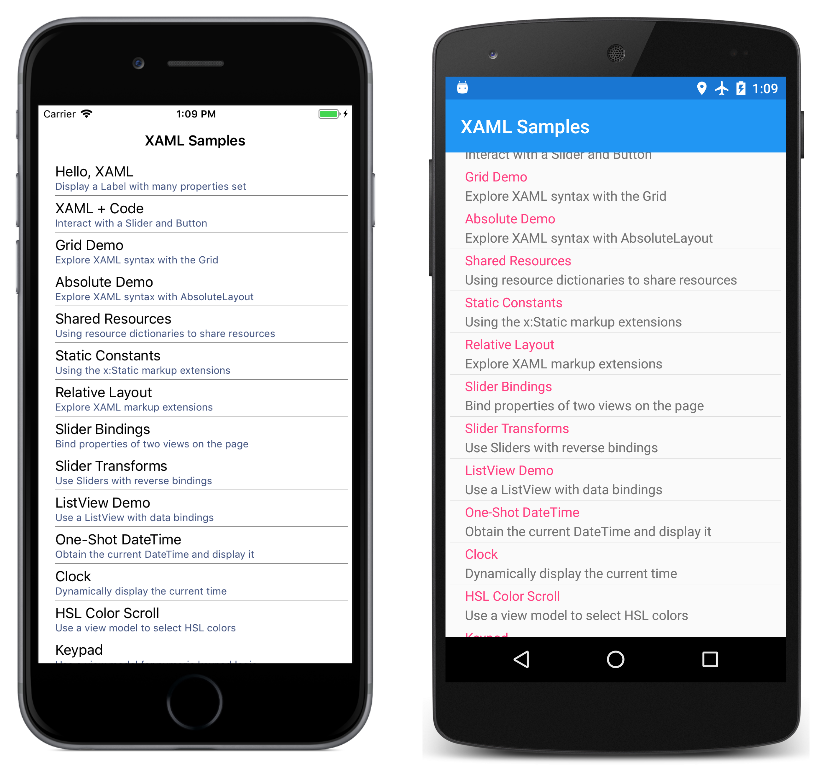 Carrier 1:09 PM
XAML Samples
Hello, XAML
Display a Label with many properties set
XAML + Code
Interact with a Slider and Button
Grid Demo
Explore XAML syntax with the Grid
Absolute Demo
Explore XAML syntax with AbsoluteLayout
Shared Resources
Using resource dictionaries to share resources
Static Constants
Using the x:Static markup extensions
Relative Layout
Explore XAML markup extensions
Slider Bindings
Bind properties of two views on the page
Slider Transforms
Use Sliders with reverse bindings
ListView Demo
Use a ListView with data bindings
One-Shot DateTime
Obtain the current DateTime and display it
Clock
Dynamically display the current time
HSL Color Scroll
Use a view model to select HSL colors
Keypad
1:09
XAML Samples
Interact with a Slider and Button
Grid Demo
Explore XAML syntax with the Grid
Absolute Demo
Explore XAML syntax with AbsoluteLayout
Shared Resources
Using resource dictionaries to share resources
Static Constants
Using the x:Static markup extensions
Relative Layout
Explore XAML markup extensions
Slider Bindings
Bind properties of two views on the page
Slider Transforms
Use Sliders with reverse bindings
ListView Demo
Use a ListView with data bindings
One-Shot DateTime
Obtain the current DateTime and display it
Clock
Dynamically display the current time
HSL Color Scroll
Use a view model to select HSL colors
Keypad